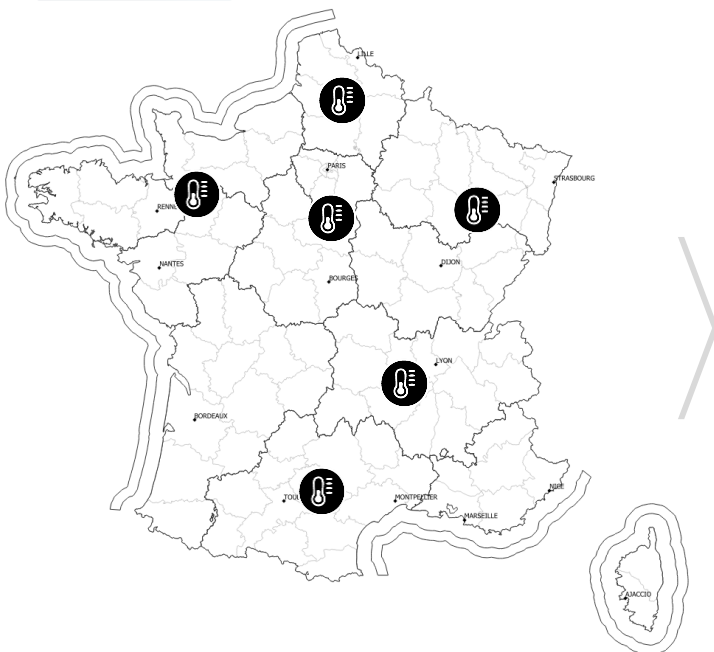 LILLE
PARIS
STRASBOURG
NANTES
DIJON
BOURGES
LYON
BORDEAUX
MONTPELLIER
NICE
MARSEILLE
AJACCIO